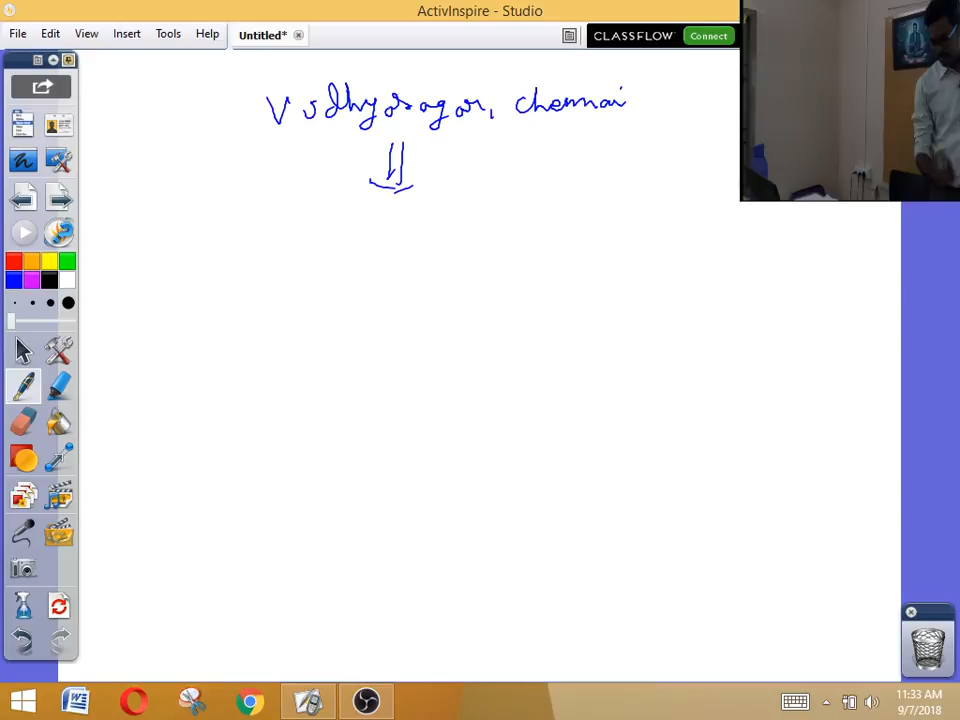 ActivInspire - Studio
File Edit View Insert Tools Help Untitled* CLASSFLOW Connect
Vidhyasagar, Chennai
11:33 AM
9/7/2018